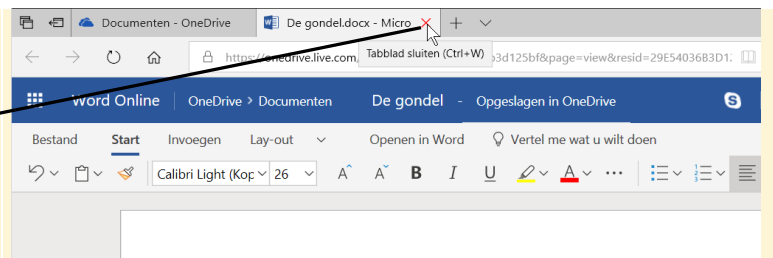 Documenten - OneDrive
De gondel.docx - Micro
https://onedrive.live.com,
b3d125bf&page=view&resid=29E54036B3D1
Tabblad sluiten (Ctrl+W)
Word Online OneDrive > Documenten De gondel - Opgeslagen in OneDrive
Bestand Start Invoegen Lay-out Openen in Word Vertel me wat u wilt doen
Calibri Light (Kop 26 A A B I U A